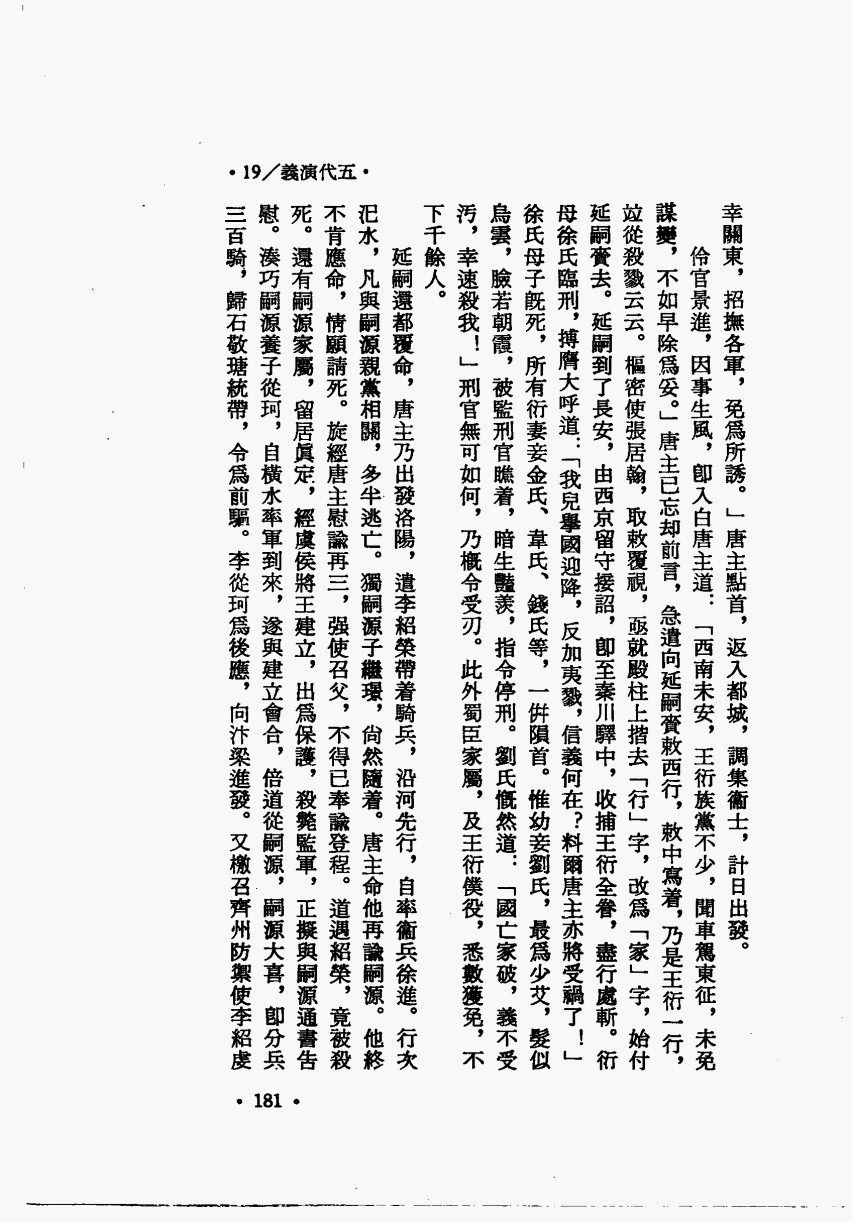 •19／義演代五•
幸關東，招撫各軍，免爲所誘。」唐主點首，返入都城，調集衞士，計日出發。
伶官景進，因事生風，卽入白唐主道：「西南未安，王衍族黨不少，聞車駕東征，未免
謀變，不如早除爲妥。」唐主已忘却前言，急遣向延嗣賫敕西行，敕中寫着，乃是王衍一行，
竝從殺戮云云。樞密使張居翰，取敕覆視，亟就殿柱上揩去「行」字，改爲「家」字，始付
延嗣賫去。延嗣到了長安，由西京留守接詔，卽至秦川驛中，收捕王衍全眷，盡行處斬。衍
母徐氏臨刑，搏膺大呼道：「我兒擧國迎降，反加夷戮，信義何在？料爾唐主亦將受禍了！」
徐氏母子旣死，所有衍妻妾金氏、韋氏、錢氏等，一倂隕首。惟幼妾劉氏，最爲少艾，髮似
烏雲，臉若朝霞，被監刑官瞧着，暗生豔羨，指令停刑。劉氏慨然道：「國亡家破，義不受
汚，幸速殺我！」刑官無可如何，乃槪令受刃。此外蜀臣家屬，及王衍僕役，悉數獲免，不
下千餘人。
延嗣還都覆命，唐主乃出發洛陽，遣李紹榮帶着騎兵，沿河先行，自率衞兵徐進。行次
汜水，凡與嗣源親黨相關，多半逃亡。獨嗣源子繼璟，尙然隨着。唐主命他再諭嗣源。他終
不肯應命，情願請死。旋經唐主慰諭再三，强使召父，不得已奉諭登程。道遇紹榮，竟被殺
死。還有嗣源家屬，留居眞定，經虞侯將王建立，出爲保護，殺斃監軍，正擬與嗣源通書吿
慰。湊巧嗣源養子從珂，自橫水率軍到來，遂與建立會合，倍道從嗣源，嗣源大喜，卽分兵
三百騎，歸石敬瑭統帶，令爲前驅。李從珂爲後應，向汴梁進發。又檄召齊州防禦使李紹虔
•181•